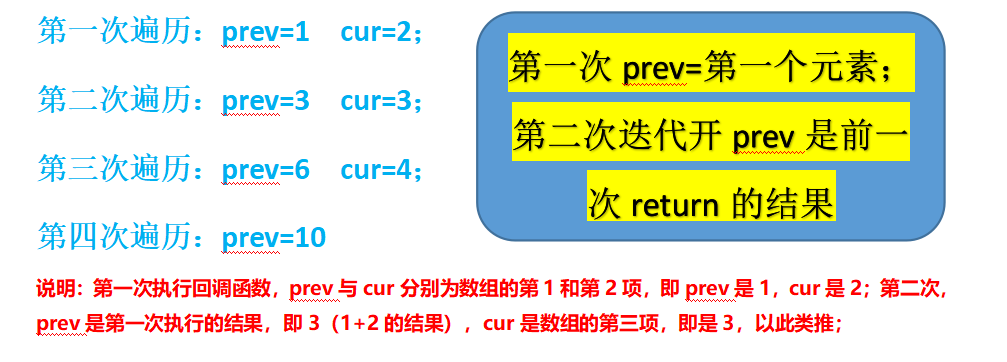 第一次遍历：prev=1 cur=2；
第二次遍历：prev=3 cur=3；
第三次遍历：prev=6 cur=4；
第四次遍历：prev=10
第一次 prev=第一个元素；
第二次迭代开 prev 是前一
次 return 的结果
说明：第一次执行回调函数，prev 与 cur 分别为数组的第 1 和第 2 项，即 prev 是 1，cur 是 2；第二次，
prev 是第一次执行的结果，即 3（1+2 的结果），cur 是数组的第三项，即是 3，以此类推；